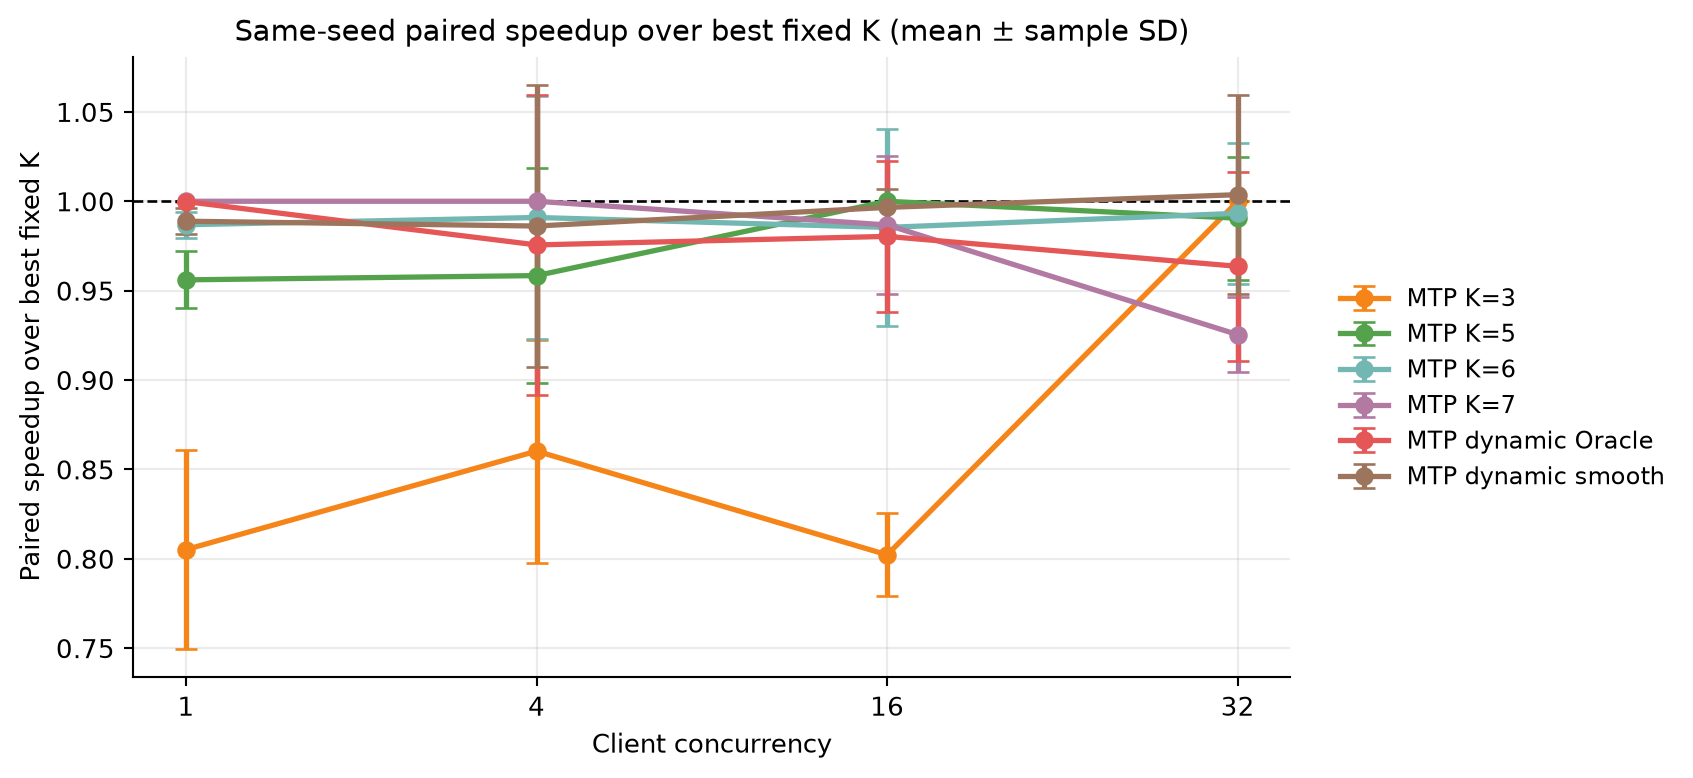 Same-seed paired speedup over best fixed K (mean ± sample SD)
Paired speedup over best fixed K
1.05
1.00
0.95
0.90
0.85
0.80
0.75
1
4
16
32
Client concurrency
MTP K=3
MTP K=5
MTP K=6
MTP K=7
MTP dynamic Oracle
MTP dynamic smooth